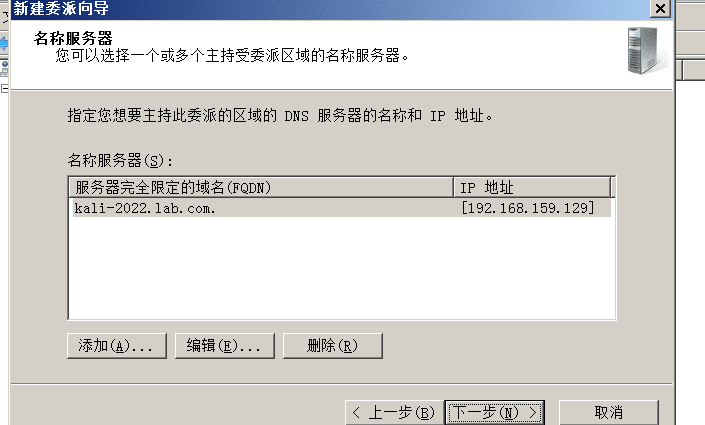 新建委派向导
名称服务器
您可以选择一个或多个主持受委派区域的名称服务器。
指定您想要主持此委派的区域的 DNS 服务器的名称和 IP 地址。
名称服务器(S):
服务器完全限定的域名(FQDN) IP 地址
kali-2022.lab.com. [192.168.159.129]
添加(A)... 编辑(E)... 删除(R)
< 上一步(B) 下一步(N) > 取消